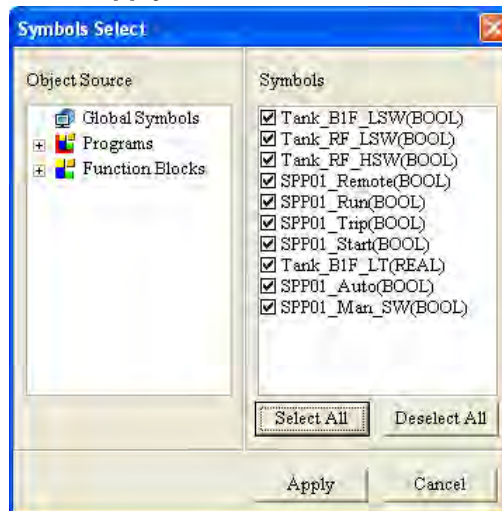 Symbols Select
Object Source
Global Symbols
Programs
Function Blocks
Symbols
Tank_B1F_LSW(BOOL)
Tank_RF_LSW(BOOL)
Tank_RF_HSW(BOOL)
SPP01_Remote(BOOL)
SPP01_Run(BOOL)
SPP01_Trip(BOOL)
SPP01_Start(BOOL)
Tank_B1F_LT(REAL)
SPP01_Auto(BOOL)
SPP01_Man_SW(BOOL)
Select All Deselect All
Apply Cancel